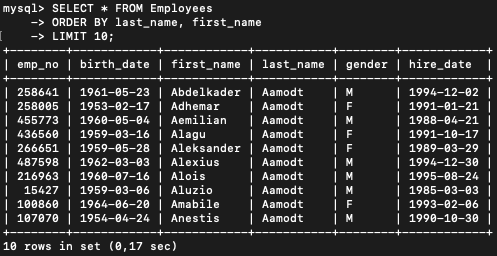 mysql> SELECT * FROM Employees
    -> ORDER BY last_name, first_name
    -> LIMIT 10;
+--------+------------+------------+-----------+--------+------------+
| emp_no | birth_date | first_name | last_name | gender | hire_date  |
+--------+------------+------------+-----------+--------+------------+
| 258641 | 1961-05-23 | Abdelkader | Aamodt    | M      | 1994-12-02 |
| 258005 | 1953-02-17 | Adhemar    | Aamodt    | F      | 1991-01-21 |
| 455773 | 1960-05-04 | Aemilian   | Aamodt    | M      | 1988-04-21 |
| 436560 | 1959-03-16 | Alagu      | Aamodt    | F      | 1991-10-17 |
| 266651 | 1959-05-28 | Aleksander | Aamodt    | F      | 1989-03-29 |
| 487598 | 1962-03-03 | Alexius    | Aamodt    | M      | 1994-12-30 |
| 216963 | 1960-07-16 | Alois      | Aamodt    | M      | 1995-08-24 |
|  15427 | 1959-03-06 | Aluzio     | Aamodt    | M      | 1985-03-03 |
| 100860 | 1964-06-20 | Amabile    | Aamodt    | F      | 1993-02-06 |
| 107070 | 1954-04-24 | Anestis    | Aamodt    | M      | 1990-10-30 |
+--------+------------+------------+-----------+--------+------------+
10 rows in set (0,17 sec)